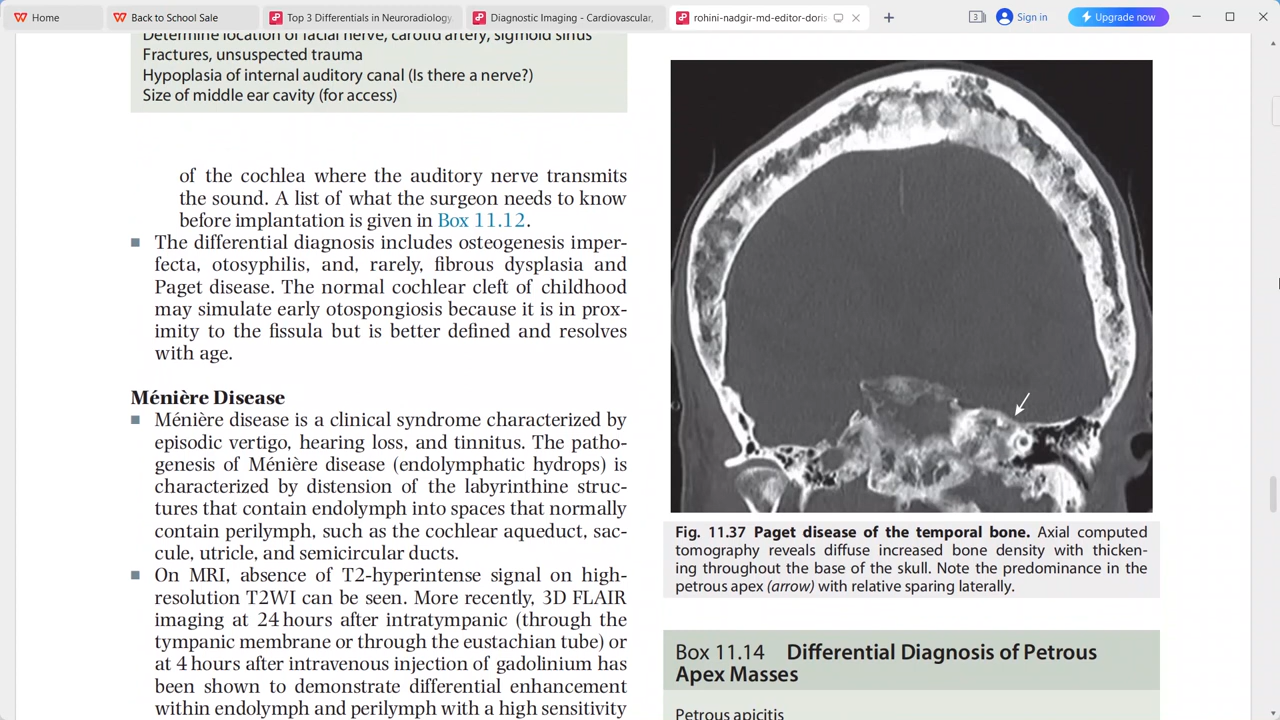 Home
Back to School Sale
Top 3 Differentials in Neuroradiology
Diagnostic Imaging - Cardiovascular,
rohini-nadgir-md-editor-doris
3
Sign in
Upgrade now
Determine location of facial nerve, carotid artery, sigmoid sinus
Fractures, unsuspected trauma
Hypoplasia of internal auditory canal (Is there a nerve?)
Size of middle ear cavity (for access)
of the cochlea where the auditory nerve transmits
the sound. A list of what the surgeon needs to know
before implantation is given in Box 11.12.
The differential diagnosis includes osteogenesis imper-
fecta, otosyphilis, and, rarely, fibrous dysplasia and
Paget disease. The normal cochlear cleft of childhood
may simulate early otospongiosis because it is in prox-
imity to the fissula but is better defined and resolves
with age.
Ménière Disease
Ménière disease is a clinical syndrome characterized by
episodic vertigo, hearing loss, and tinnitus. The patho-
genesis of Ménière disease (endolymphatic hydrops) is
characterized by distension of the labyrinthine struc-
tures that contain endolymph into spaces that normally
contain perilymph, such as the cochlear aqueduct, sac-
cule, utricle, and semicircular ducts.
On MRI, absence of T2-hyperintense signal on high-
resolution T2WI can be seen. More recently, 3D FLAIR
imaging at 24 hours after intratympanic (through the
tympanic membrane or through the eustachian tube) or
at 4 hours after intravenous injection of gadolinium has
been shown to demonstrate differential enhancement
within endolymph and perilymph with a high sensitivity
Fig. 11.37 Paget disease of the temporal bone. Axial computed
tomography reveals diffuse increased bone density with thicken-
ing throughout the base of the skull. Note the predominance in the
petrous apex (arrow) with relative sparing laterally.
Box 11.14 Differential Diagnosis of Petrous
Apex Masses
Petrous apicitis